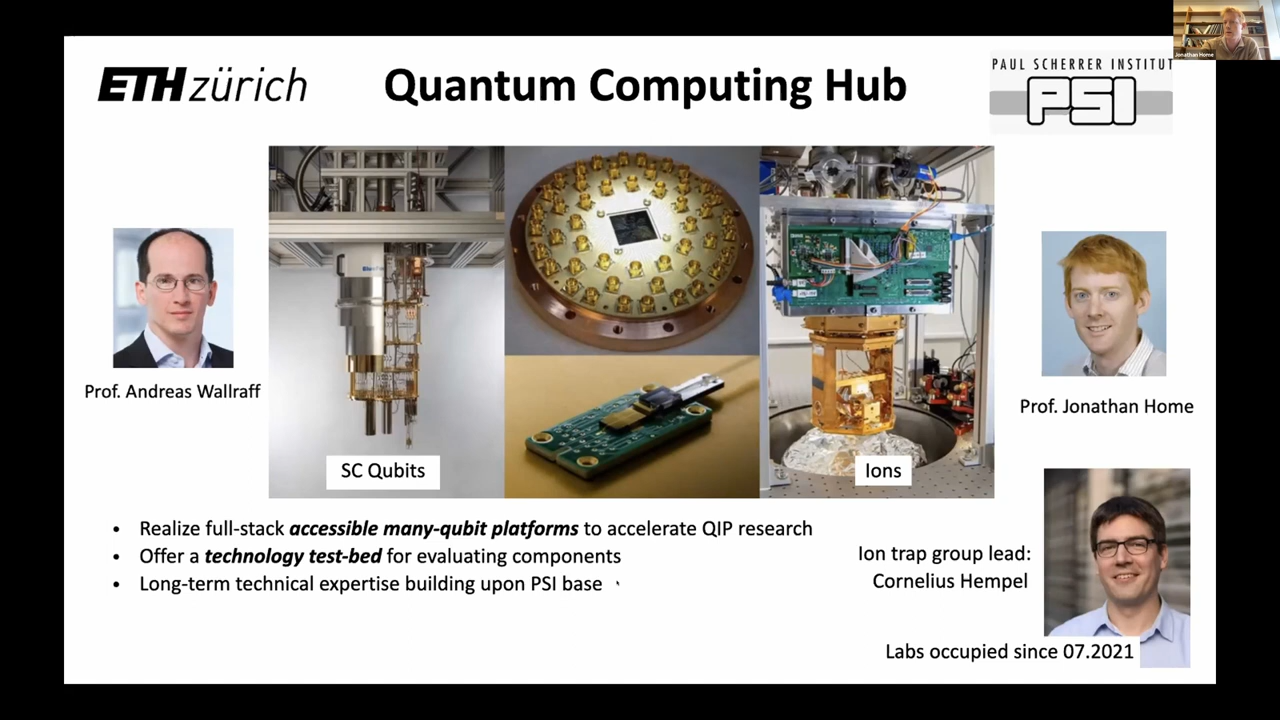 Jonathan Home
ETH zürich
Quantum Computing Hub
PAUL SCHERRER INSTITUT
PSI
Prof. Andreas Wallraff
Prof. Jonathan Home
SC Qubits
Ions
• Realize full-stack accessible many-qubit platforms to accelerate QIP research
• Offer a technology test-bed for evaluating components
• Long-term technical expertise building upon PSI base
Ion trap group lead:
Cornelius Hempel
Labs occupied since 07.2021